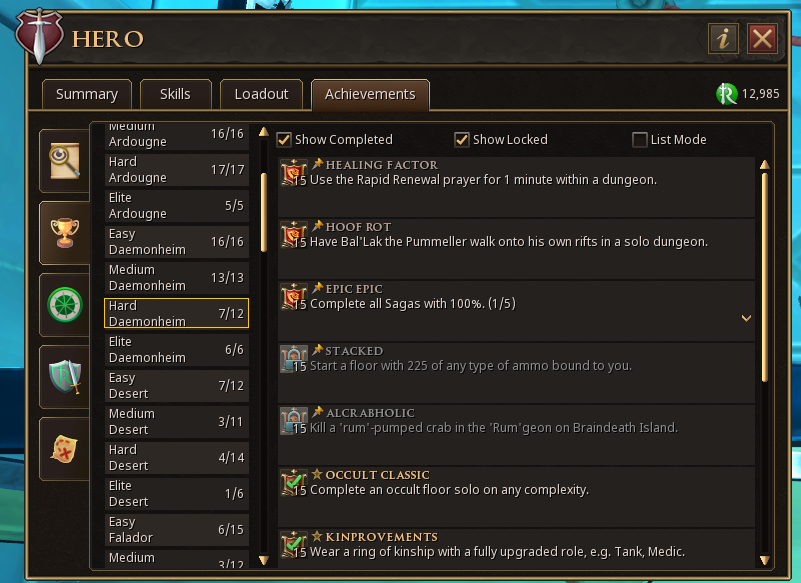 HERO
Summary
Skills
Loadout
Achievements
12,985
Medium
Ardougne
16/16
Hard
Ardougne
17/17
Elite
Ardougne
5/5
Easy
Daemonheim
16/16
Medium
Daemonheim
13/13
Hard
Daemonheim
7/12
Elite
Daemonheim
6/6
Easy
Desert
7/12
Medium
Desert
3/11
Hard
Desert
4/14
Elite
Desert
1/6
Easy
Falador
6/15
Medium
3/12
Show Completed
Show Locked
List Mode
HEALING FACTOR
15 Use the Rapid Renewal prayer for 1 minute within a dungeon.
HOOF ROT
15 Have Bal'Lak the Pummeller walk onto his own rifts in a solo dungeon.
EPIC EPIC
15 Complete all Sagas with 100%. (1/5)
STACKED
15 Start a floor with 225 of any type of ammo bound to you.
ALCRABHOLIC
15 Kill a 'rum'-pumped crab in the 'Rum'geon on Braindeath Island.
OCCULT CLASSIC
15 Complete an occult floor solo on any complexity.
KINPROVEMENTS
15 Wear a ring of kinship with a fully upgraded role, e.g. Tank, Medic.